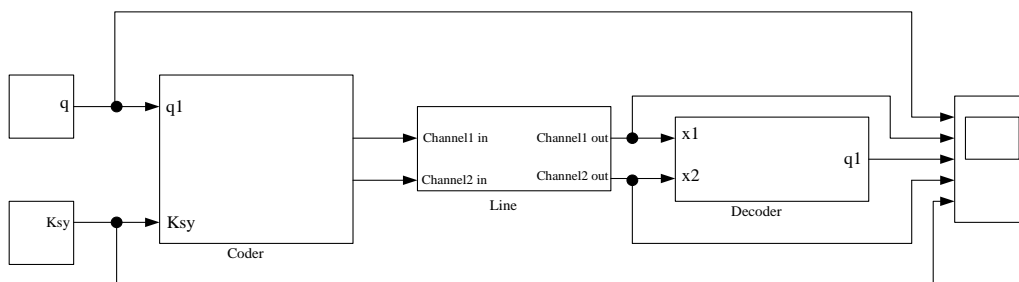 q
q1
Ksy
Ksy
Coder
Channel1 in
Channel2 in
Channel1 out
Channel2 out
Line
x1
x2
q1
Decoder